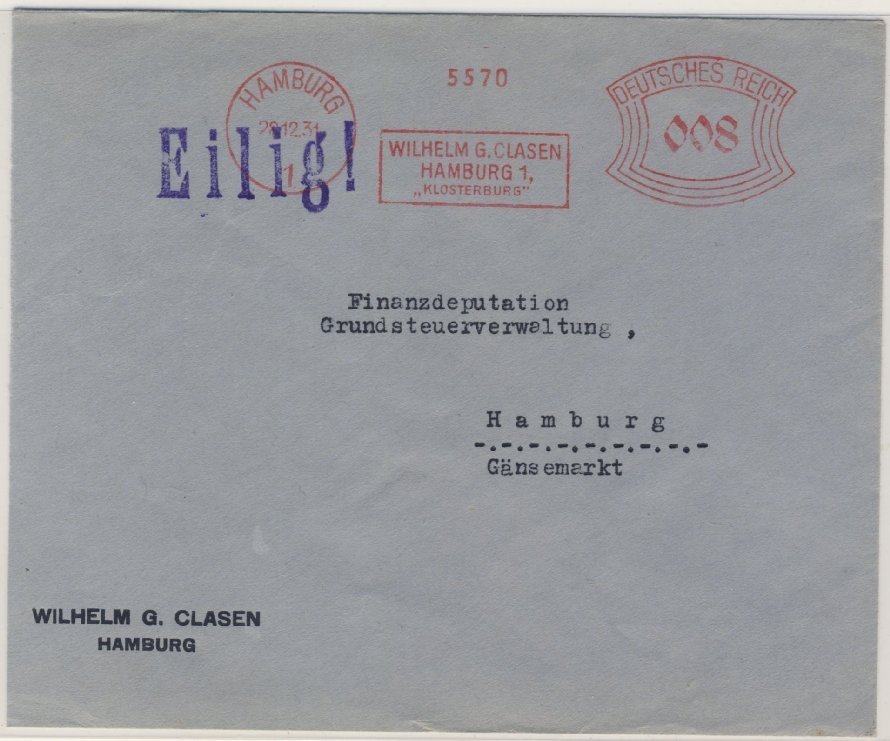 HAMBURG
29.12.31
1
Eilig!
5570
WILHELM G. CLASEN
HAMBURG 1,
„KLOSTERBURG"
DEUTSCHES REICH
008
Finanzdeputation
Grundsteuerverwaltung ,
H a m b u r g
-.-.-.-.-.-.-.-.-
Gänsemarkt
WILHELM G. CLASEN
HAMBURG